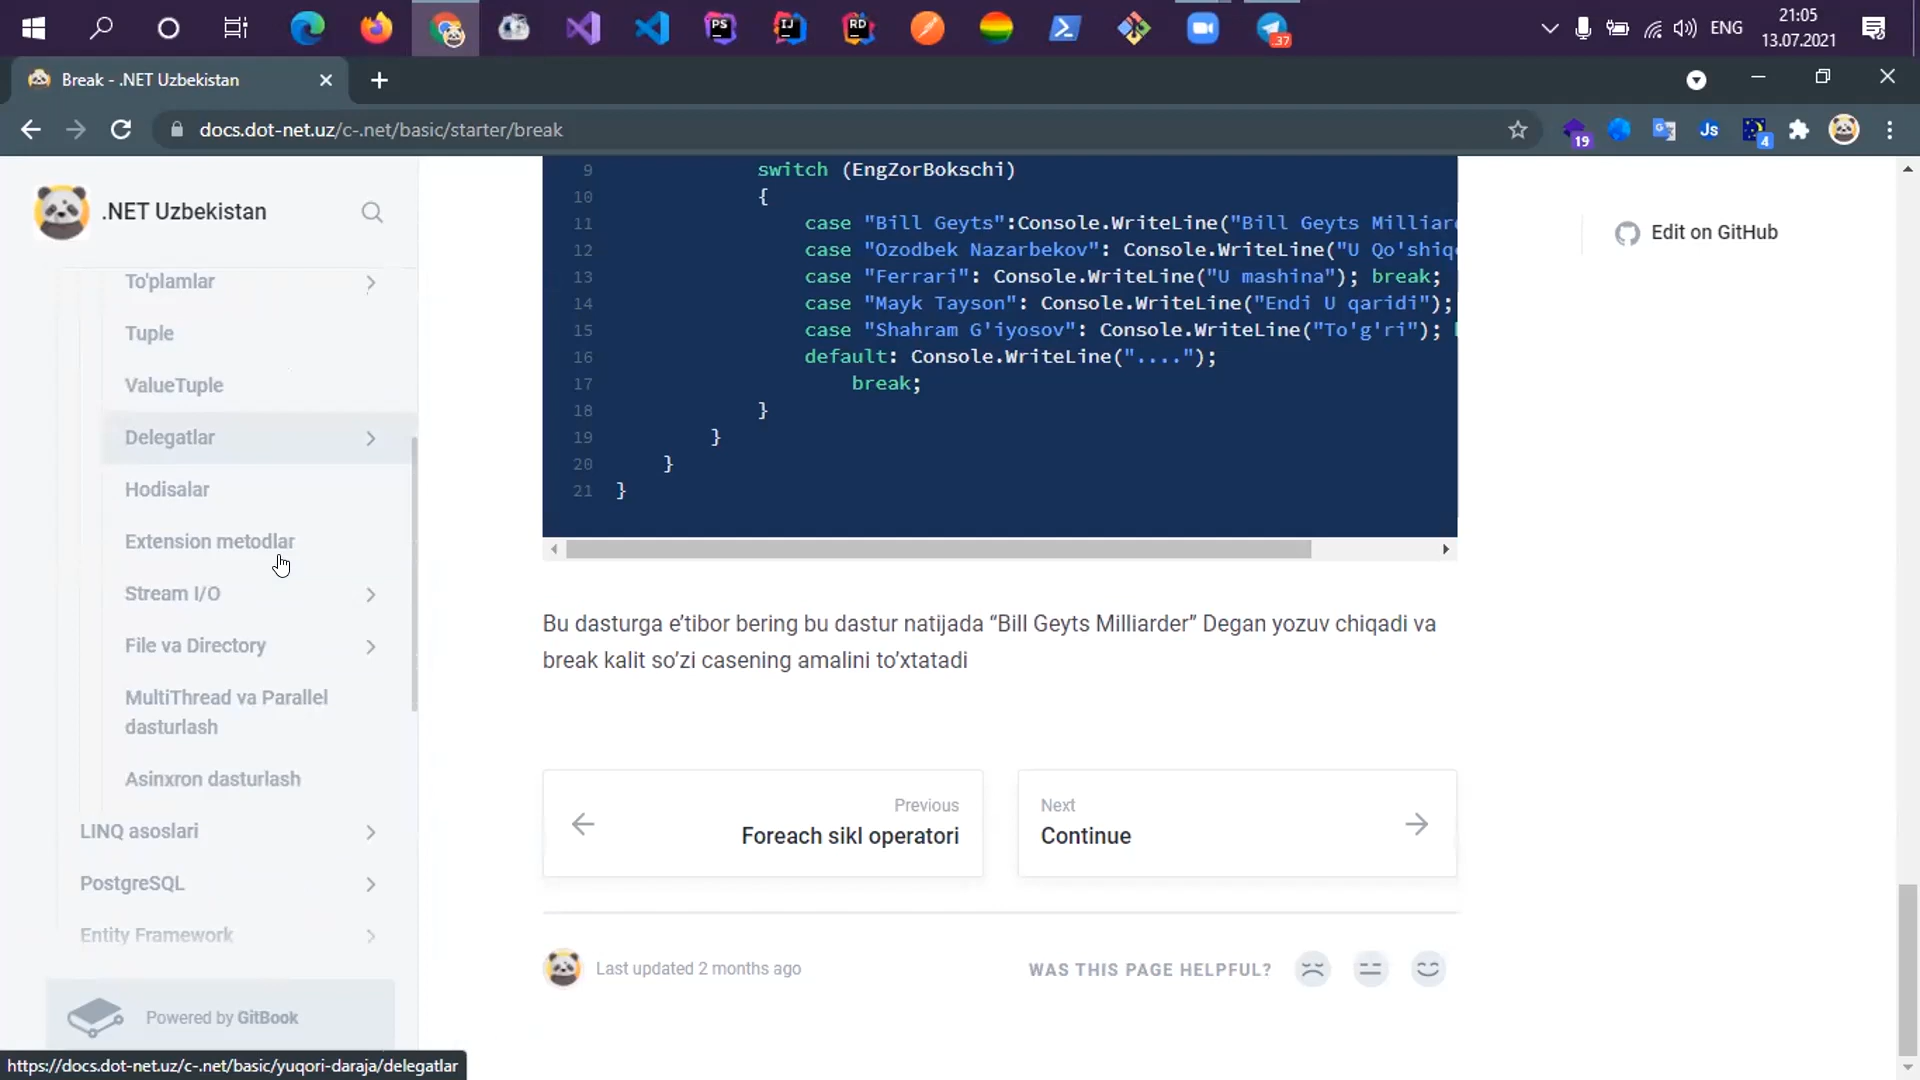 PS
IJ
RD
37
ENG
21:05
13.07.2021
Break - .NET Uzbekistan
docs.dot-net.uz/c-.net/basic/starter/break
19
Js
4
.NET Uzbekistan
To'plamlar
Tuple
ValueTuple
Delegatlar
Hodisalar
Extension metodlar
Stream I/O
File va Directory
MultiThread va Parallel
dasturlash
Asinxron dasturlash
LINQ asoslari
PostgreSQL
Entity Framework
Powered by GitBook
https://docs.dot-net.uz/c-.net/basic/yuqori-daraja/delegatlar
9 switch (EngZorBokschi)
10 {
11 case "Bill Geyts":Console.WriteLine("Bill Geyts Milliar
12 case "Ozodbek Nazarbekov": Console.WriteLine("U Qo'shiq
13 case "Ferrari": Console.WriteLine("U mashina"); break;
14 case "Mayk Tayson": Console.WriteLine("Endi U qaridi");
15 case "Shahram G'iyosov": Console.WriteLine("To'g'ri");
16 default: Console.WriteLine("....");
17 break;
18 }
19 }
20 }
21 }
Bu dasturga e’tibor bering bu dastur natijada “Bill Geyts Milliarder” Degan yozuv chiqadi va
break kalit so’zi casening amalini to’xtatadi
Previous
Foreach sikl operatori
Next
Continue
Last updated 2 months ago
WAS THIS PAGE HELPFUL?
Edit on GitHub